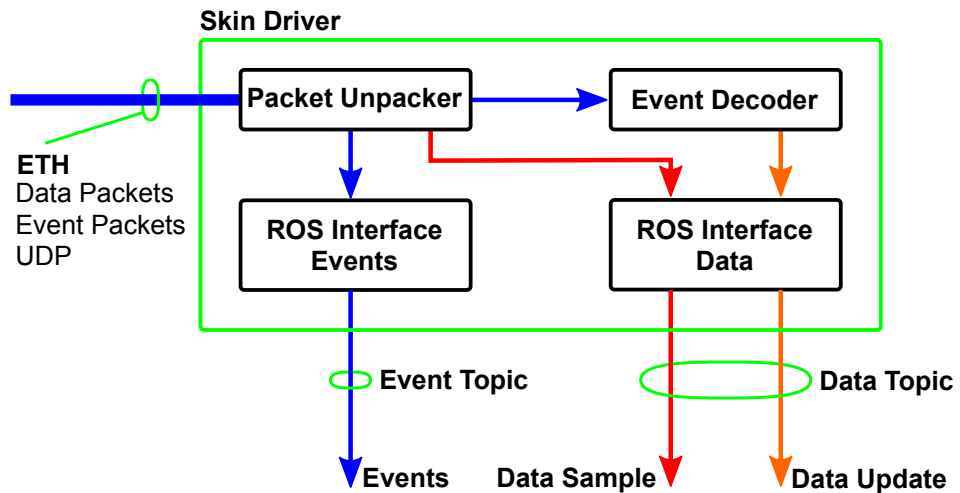 Skin Driver
Packet Unpacker
Event Decoder
ETH
Data Packets
Event Packets
UDP
ROS Interface
Events
ROS Interface
Data
Event Topic
Data Topic
Events
Data Sample
Data Update